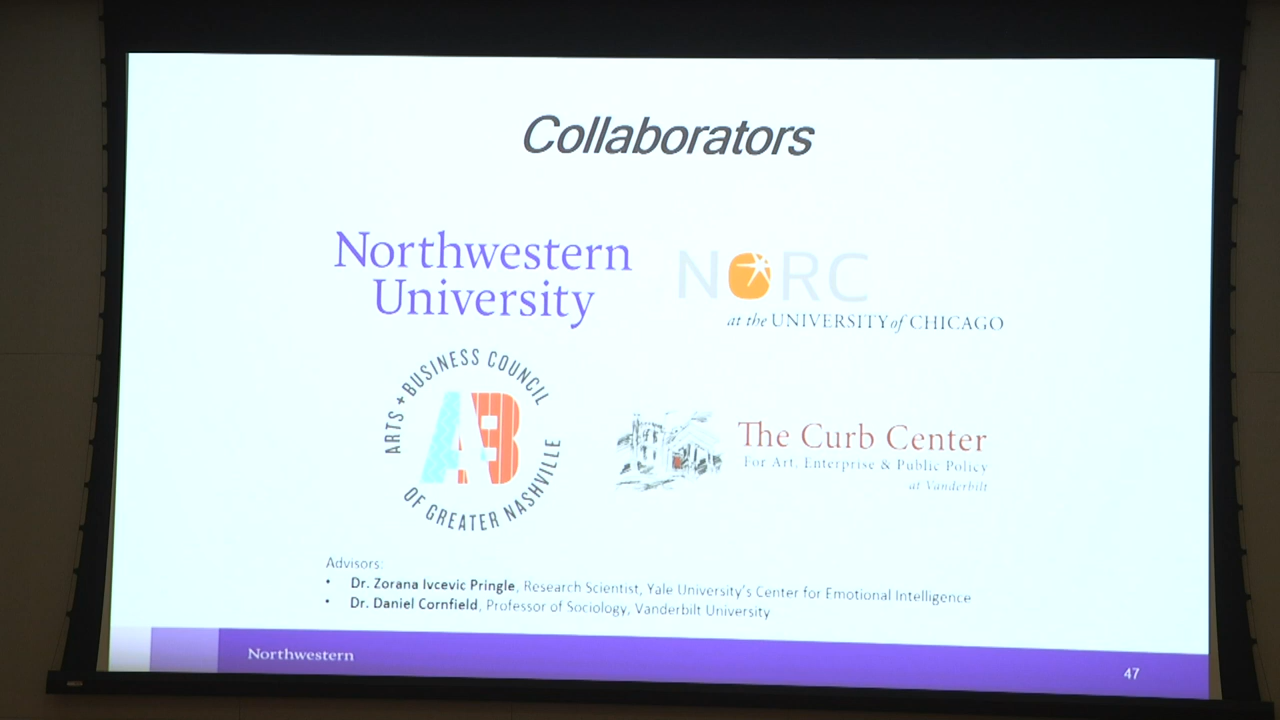 Collaborators
Northwestern
University
NORC
at the UNIVERSITY of CHICAGO
ARTS + BUSINESS COUNCIL
AB
OF GREATER NASHVILLE
The Curb Center
For Art, Enterprise & Public Policy
at Vanderbilt
Advisors:
• Dr. Zorana Ivcevic Pringle, Research Scientist, Yale University's Center for Emotional Intelligence
• Dr. Daniel Cornfield, Professor of Sociology, Vanderbilt University
Northwestern
47